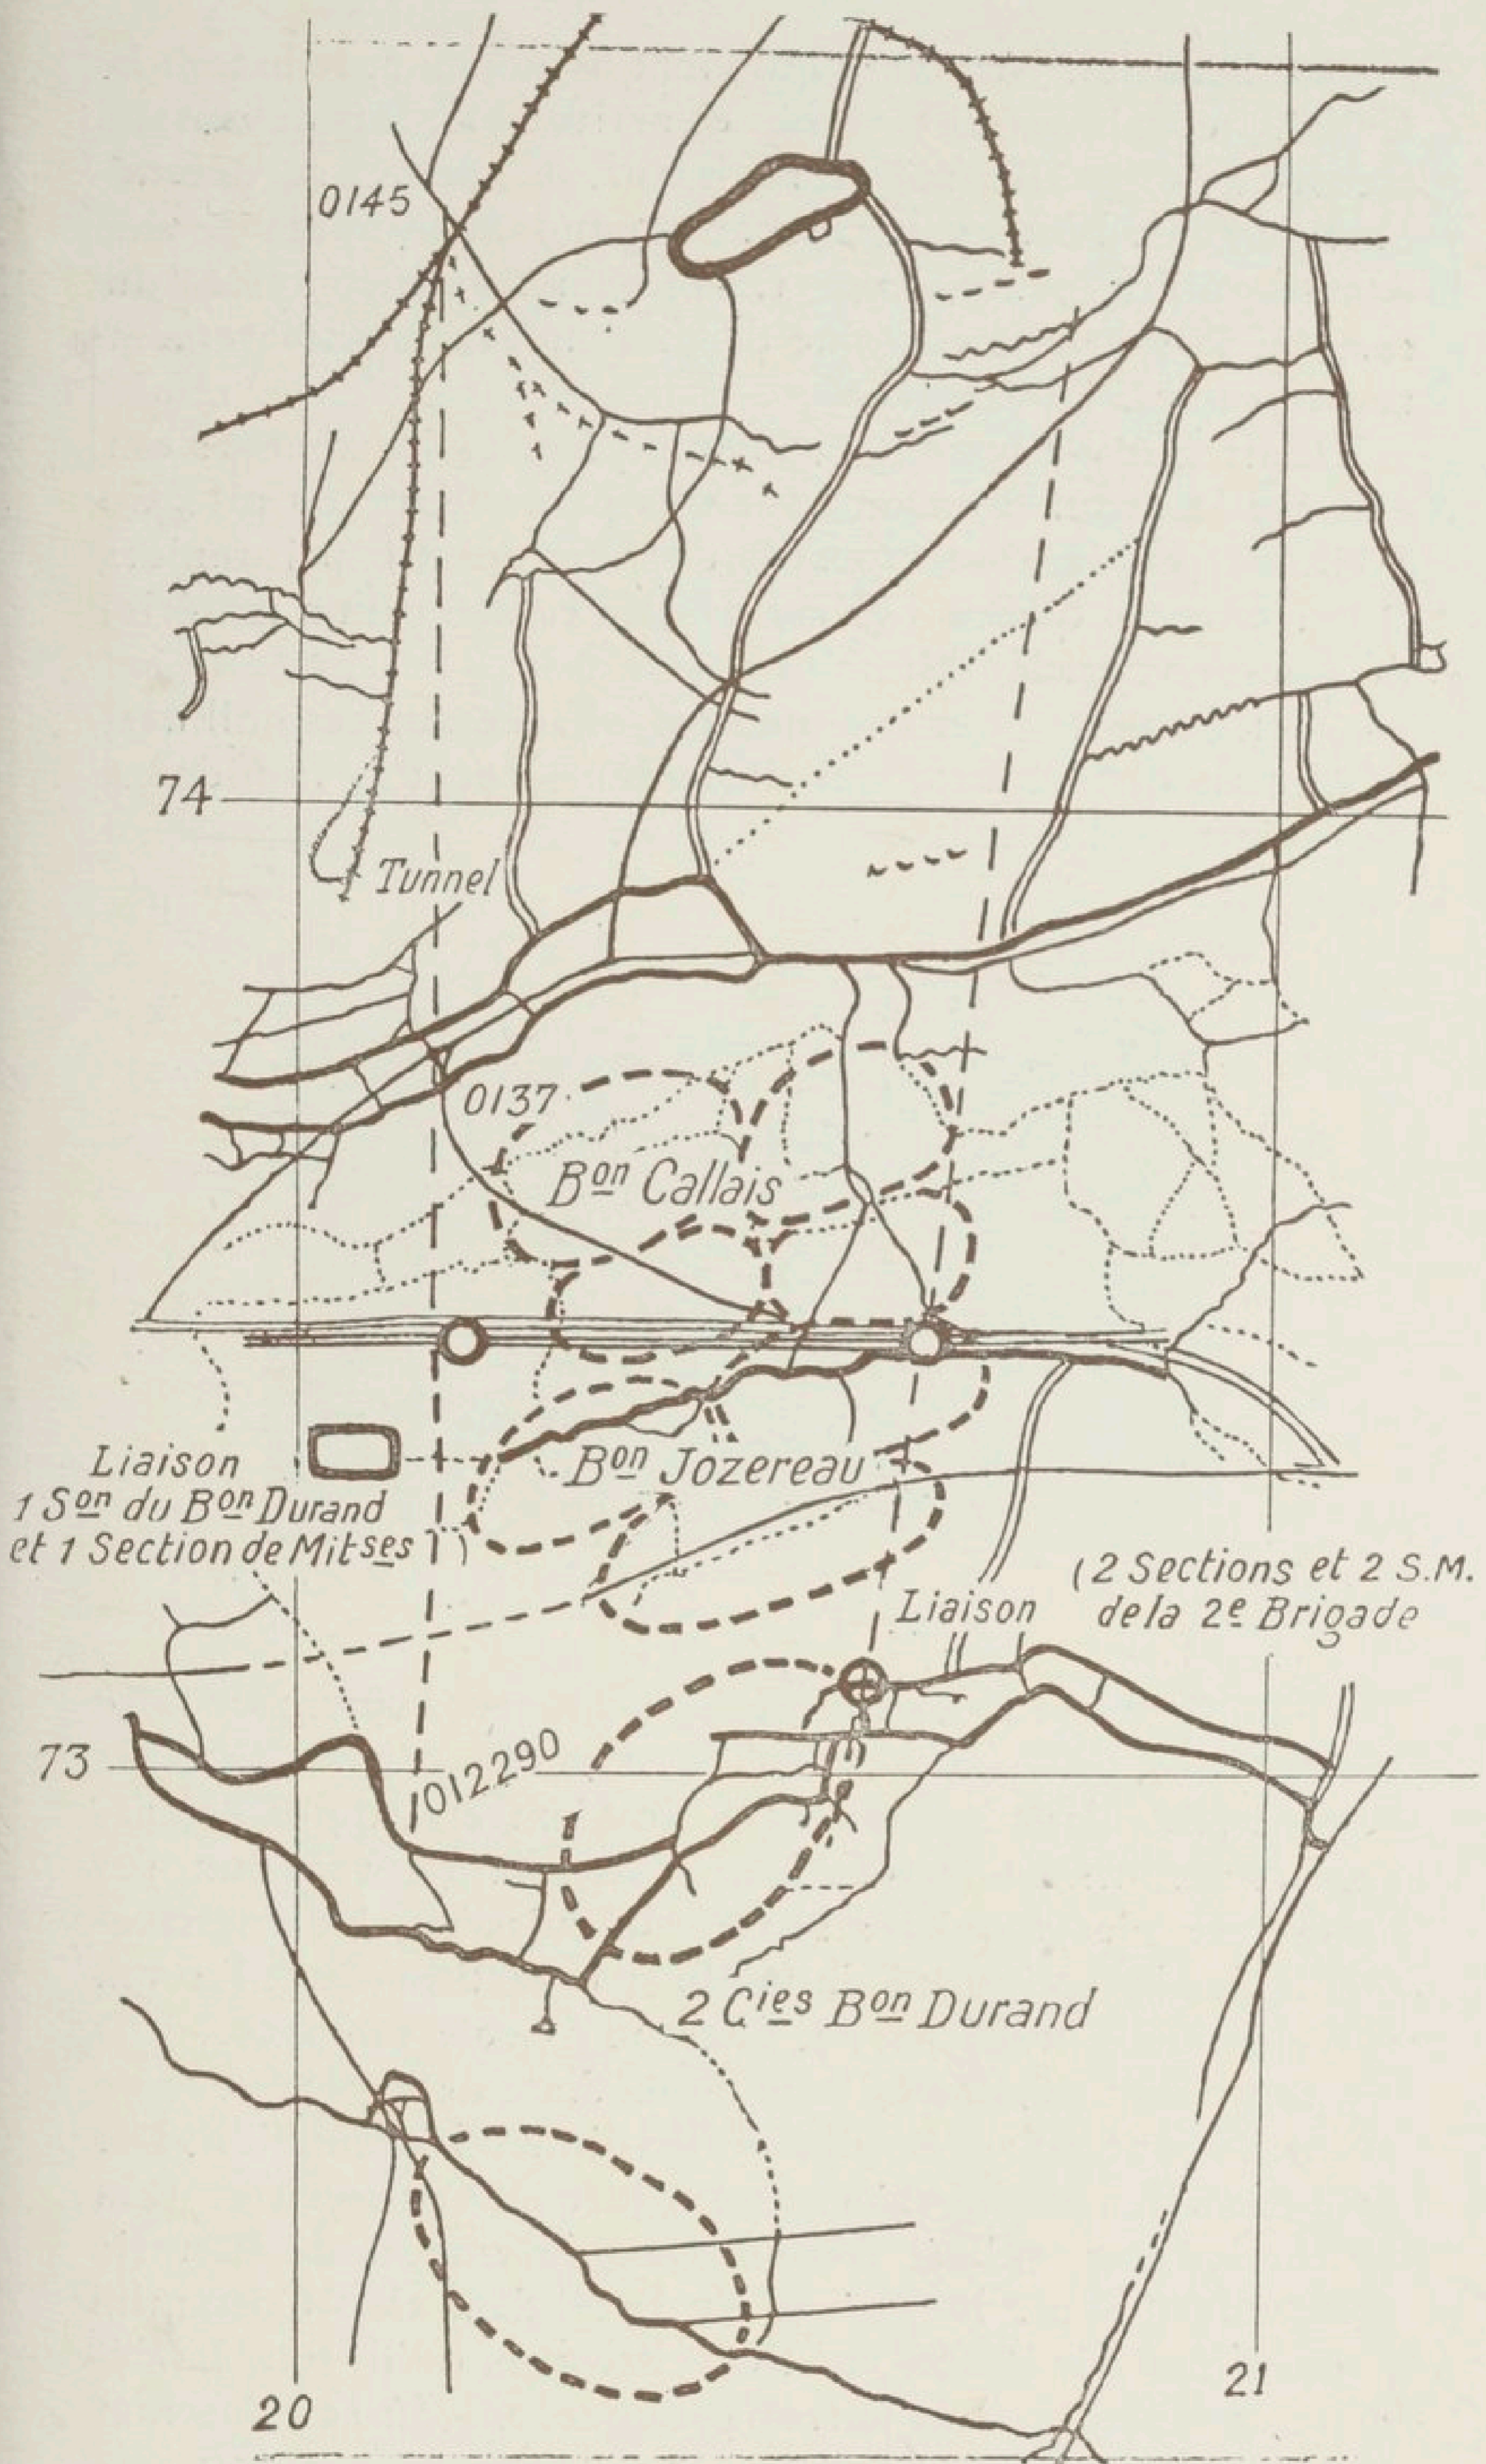 0145
74
Tunnel
0137
Bon Callais
Liaison
1 Son du Bon Durand
et 1 Section de Mitses
Bon Jozereau
(2 Sections et 2 S.M.
de la 2e Brigade
Liaison
73
012290
2 Cies Bon Durand
20
21